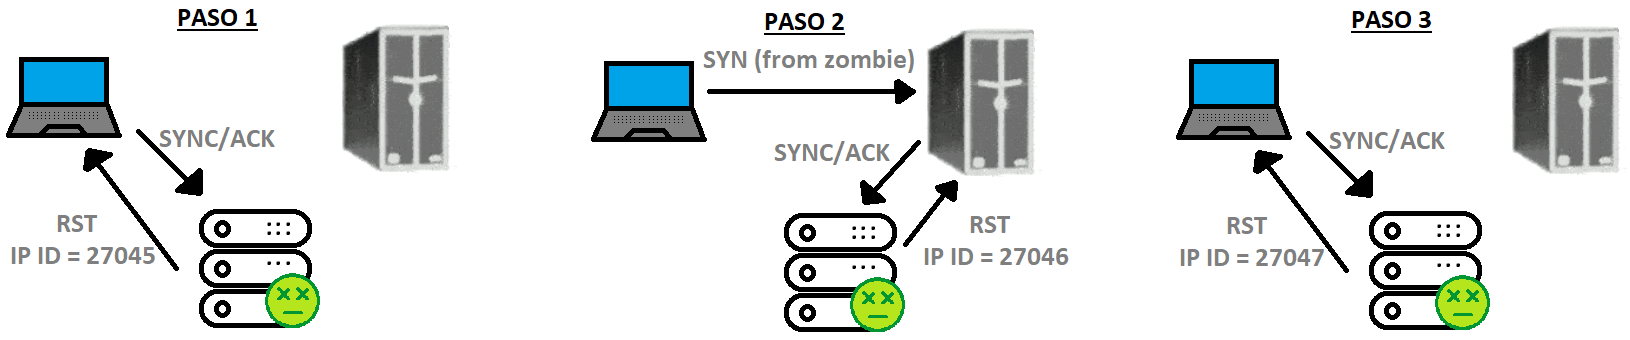 PASO 1
SYNC/ACK
RST
IP ID = 27045
PASO 2
SYN (from zombie)
SYNC/ACK
RST
IP ID = 27046
PASO 3
SYNC/ACK
RST
IP ID = 27047